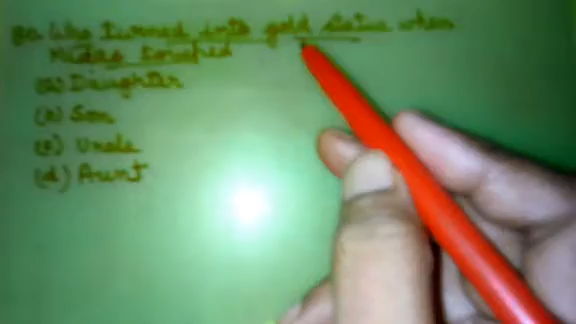 Who turned into gold statue when
Midas touched
(a) Daughter
(b) Son
(c) Uncle
(d) Aunt